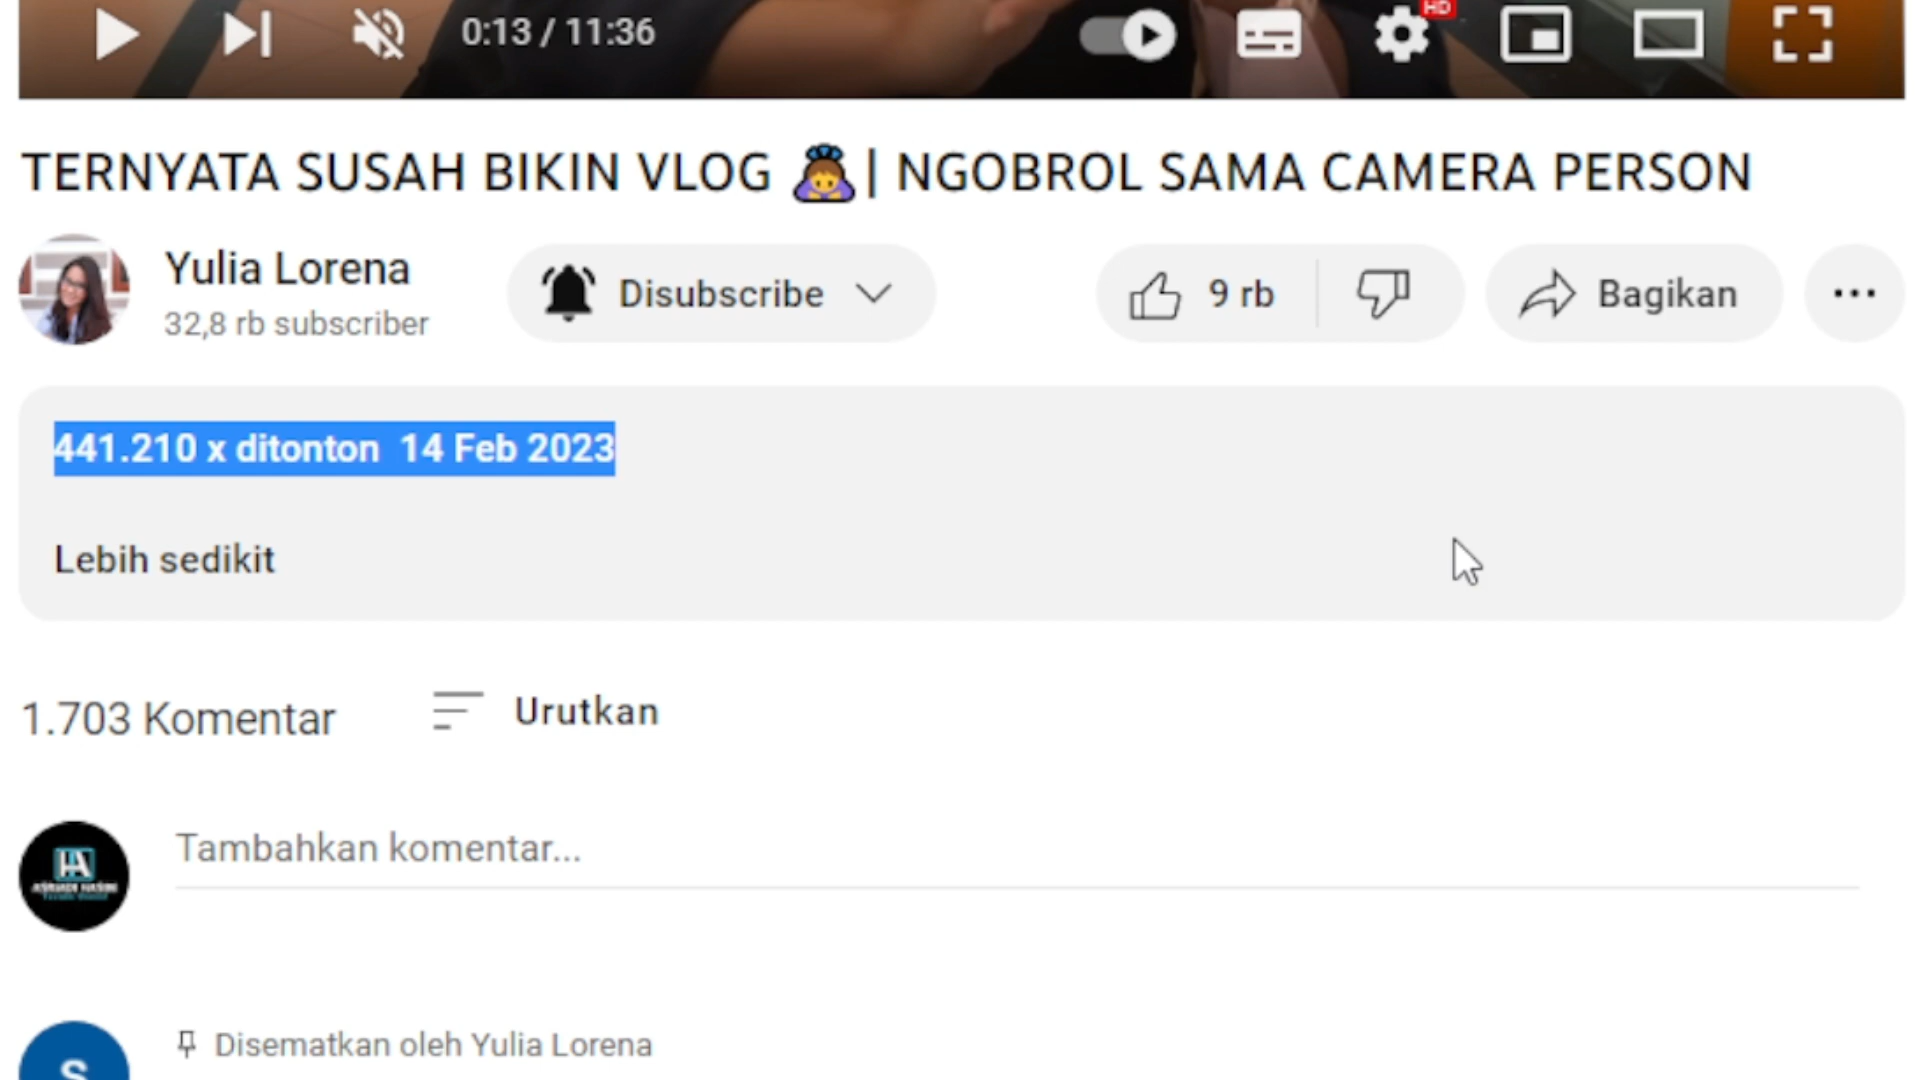 0:13 / 11:36
HD
TERNYATA SUSAH BIKIN VLOG 🙇‍♀️| NGOBROL SAMA CAMERA PERSON
Yulia Lorena
32,8 rb subscriber
Disubscribe
9 rb
Bagikan
441.210 x ditonton  14 Feb 2023
Lebih sedikit
1.703 Komentar
Urutkan
Tambahkan komentar...
Disematkan oleh Yulia Lorena
S